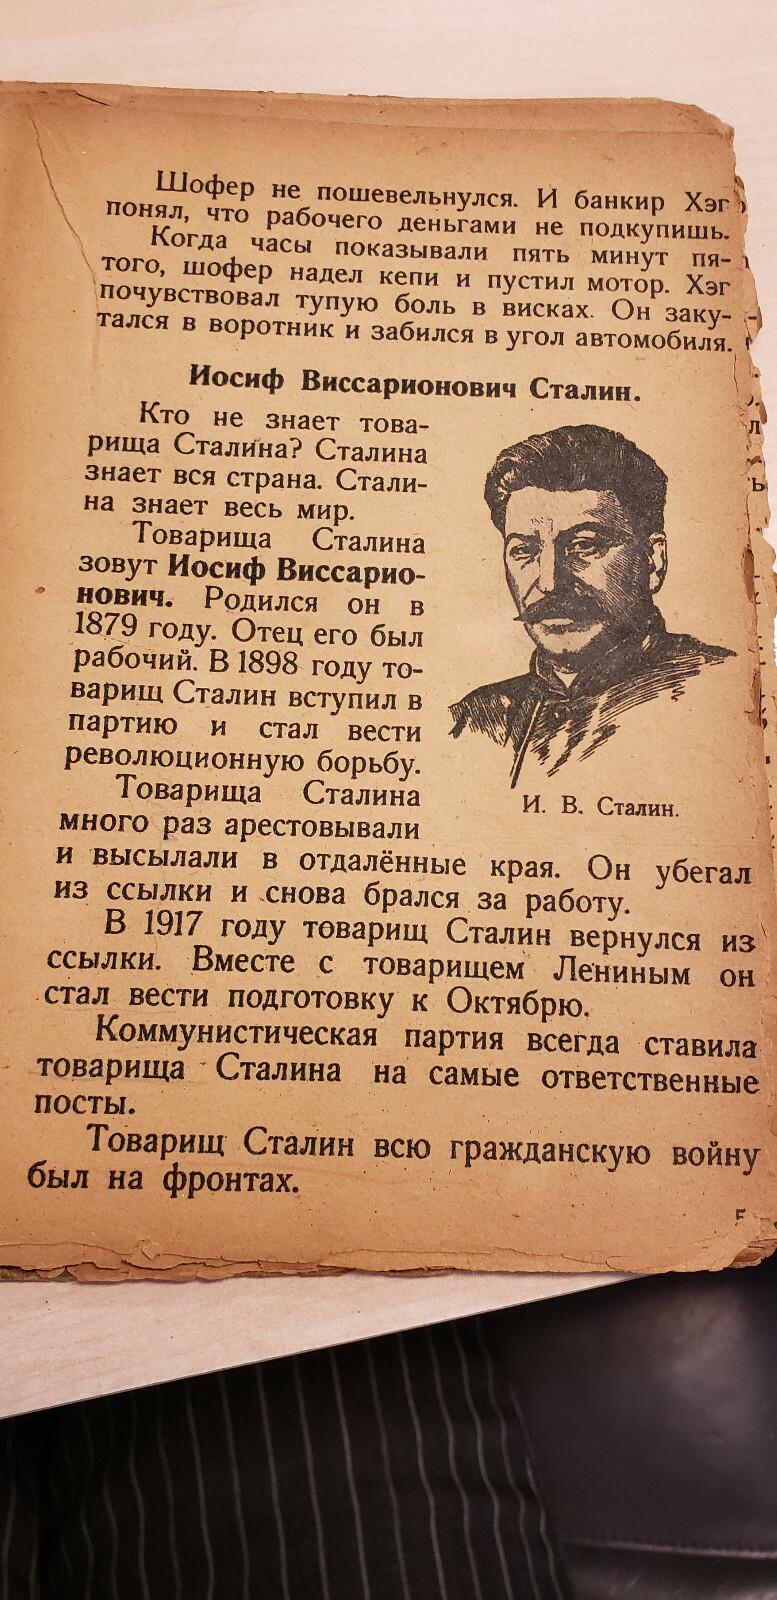 Шофер не пошевельнулся. И банкир Хэг
понял, что рабочего деньгами не подкупишь.
Когда часы показывали пять минут пя-
того, шофер надел кепи и пустил мотор. Хэг
почувствовал тупую боль в висках. Он заку-
тался в воротник и забился в угол автомобиля.
Иосиф Виссарионович Сталин.
Кто не знает това-
рища Сталина? Сталина
знает вся страна. Стали-
на знает весь мир.
Товарища Сталина
зовут Иосиф Виссарио-
нович. Родился он в
1879 году. Отец его был
рабочий. В 1898 году то-
варищ Сталин вступил в
партию и стал вести
революционную борьбу.
Товарища Сталина
много раз арестовывали
И. В. Сталин.
и высылали в отдалённые края. Он убегал
из ссылки и снова брался за работу.
В 1917 году товарищ Сталин вернулся из
ссылки. Вместе с товарищем Лениным он
стал вести подготовку к Октябрю.
Коммунистическая партия всегда ставила
товарища Сталина на самые ответственные
посты.
Товарищ Сталин всю гражданскую войну
был на фронтах.